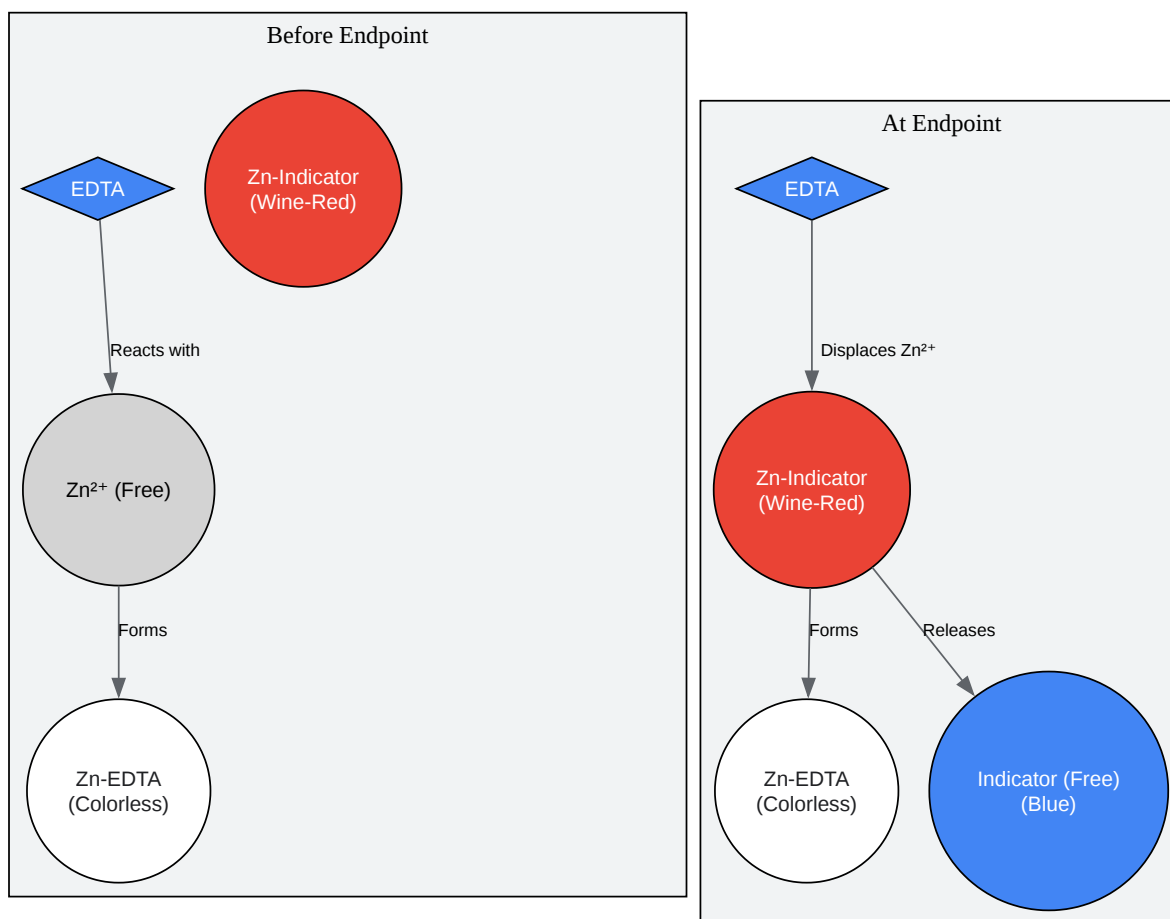 Before Endpoint
EDTA
Zn-Indicator
(Wine-Red)
Reacts with
Zn²⁺ (Free)
Forms
Zn-EDTA
(Colorless)
At Endpoint
EDTA
Displaces Zn²⁺
Zn-Indicator
(Wine-Red)
Forms
Releases
Zn-EDTA
(Colorless)
Indicator (Free)
(Blue)